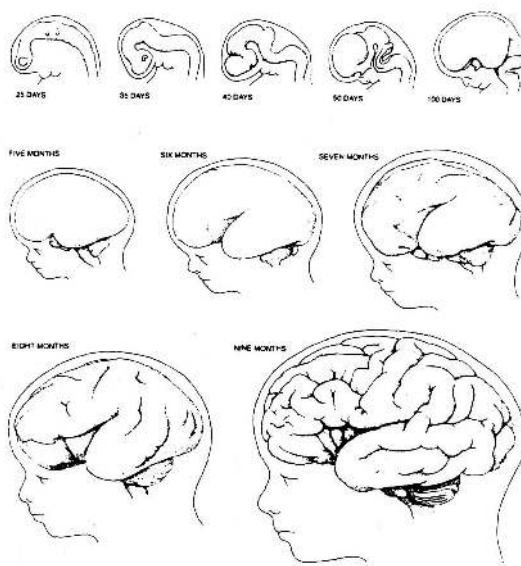 25 DAYS
35 DAYS
40 DAYS
50 DAYS
100 DAYS
FIVE MONTHS
SIX MONTHS
SEVEN MONTHS
EIGHT MONTHS
NINE MONTHS